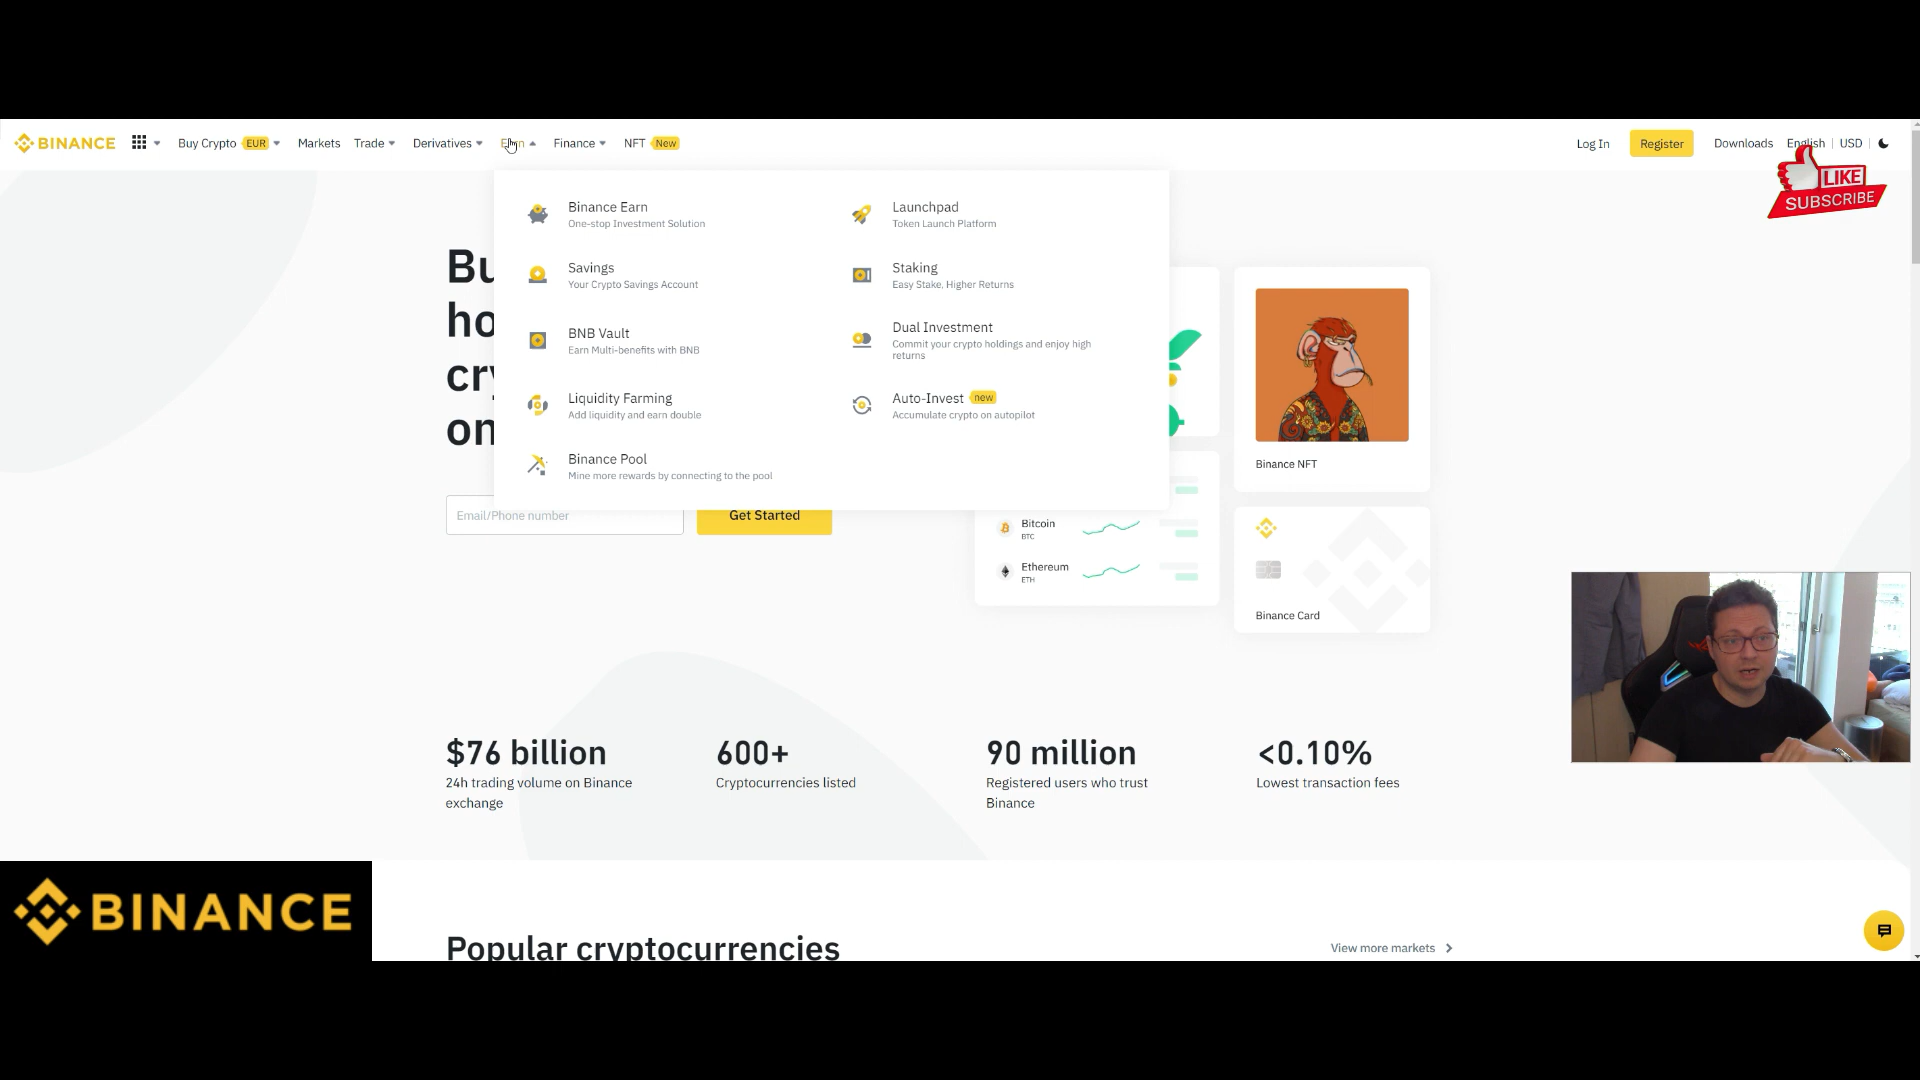 BINANCE
Buy Crypto EUR
Markets
Trade
Derivatives
Earn
Finance
NFT New
Log In
Register
Downloads
English
USD
LIKE
SUBSCRIBE
Binance Earn
One-stop Investment Solution
Launchpad
Token Launch Platform
Savings
Your Crypto Savings Account
Staking
Easy Stake, Higher Returns
BNB Vault
Earn Multi-benefits with BNB
Dual Investment
Commit your crypto holdings and enjoy high
returns
Liquidity Farming
Add liquidity and earn double
Auto-Invest new
Accumulate crypto on autopilot
Binance Pool
Mine more rewards by connecting to the pool
Bu
ho
cry
on
Email/Phone number
Get Started
Binance NFT
Bitcoin
BTC
Ethereum
ETH
Binance Card
$76 billion
24h trading volume on Binance
exchange
600+
Cryptocurrencies listed
90 million
Registered users who trust
Binance
<0.10%
Lowest transaction fees
BINANCE
Popular cryptocurrencies
View more markets